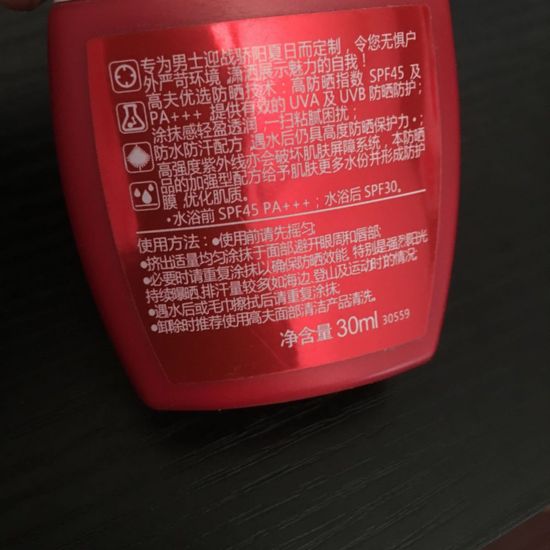 专为男士迎战骄阳夏日而定制，令您无惧户
外严苛环境，潇洒展示魅力的自我！
高夫优选防晒技术：高防晒指数 SPF45 及
PA+++，提供有效的 UVA 及 UVB 防晒防护；
涂抹感轻盈透润，一扫粘腻困扰；
防水防汗配方，遇水后仍具高度防晒保护力*；
高强度紫外线亦会破坏肌肤屏障系统，本防晒
品的加强型配方给予肌肤更多水份并形成防护
膜，优化肌质。
*水浴前 SPF45 PA+++；水浴后 SPF30。
使用方法：●使用前请先摇匀；
●挤出适量均匀涂抹于面部避开眼周和唇部；
●必要时请重复涂抹以确保防晒效能，特别是强烈阳光
持续曝晒、排汗量较多如海边、登山及运动时的情况；
●遇水后或毛巾擦拭后请重复涂抹；
●卸除时推荐使用高夫面部清洁产品清洗。
净含量 30ml 30559